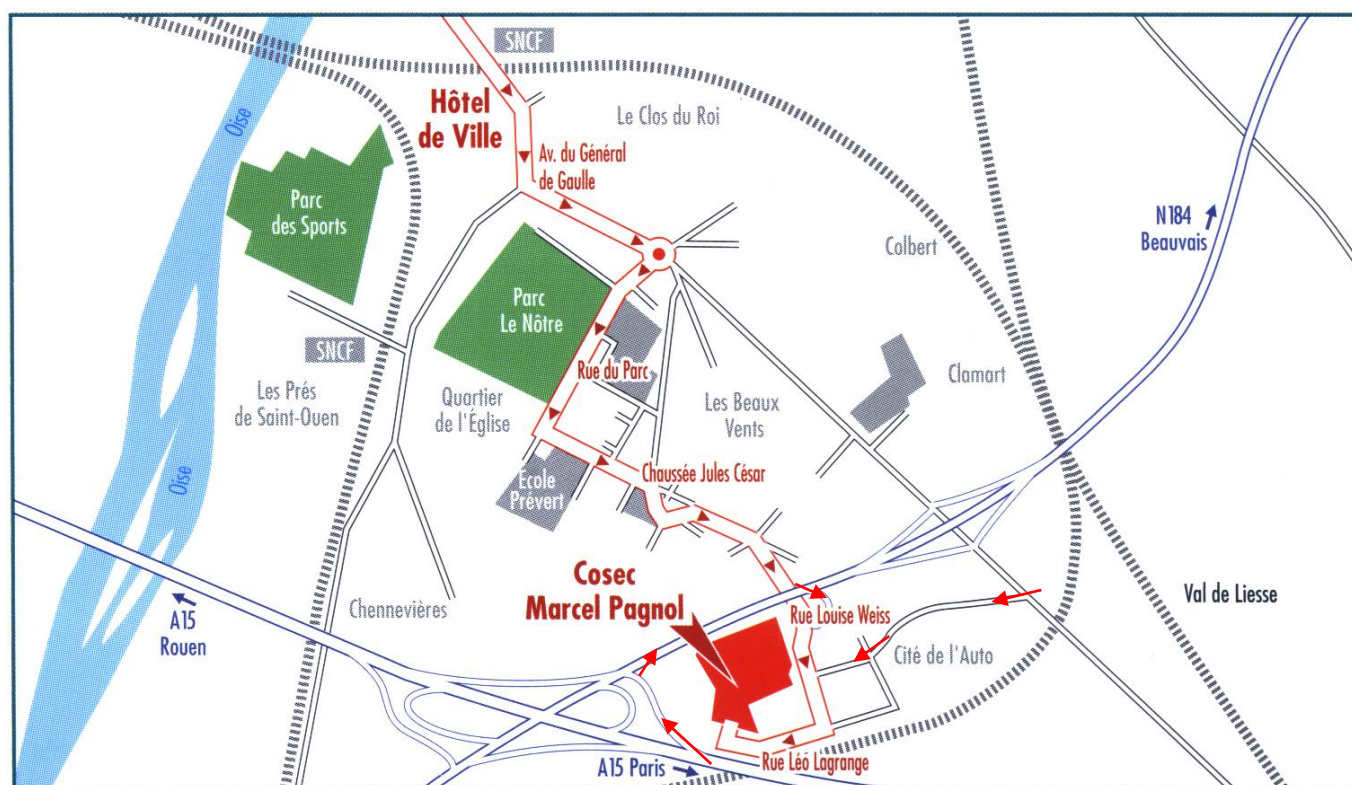 SNCF
Hôtel
de Ville
Le Clos du Roi
Oise
Av. du Général
de Gaulle
Parc
des Sports
N184
Beauvais
Colbert
Parc
Le Nôtre
SNCF
Rue du Parc
Clamart
Les Prés
de Saint-Ouen
Quartier
de l'Église
Les Beaux
Vents
Oise
Ecole
Prévert
Chaussée Jules César
Cosec
Marcel Pagnol
Chennevières
Val de Liesse
A15
Rouen
Rue Louise Weiss
Cité de l'Auto
Rue Léo Lagrange
A15 Paris